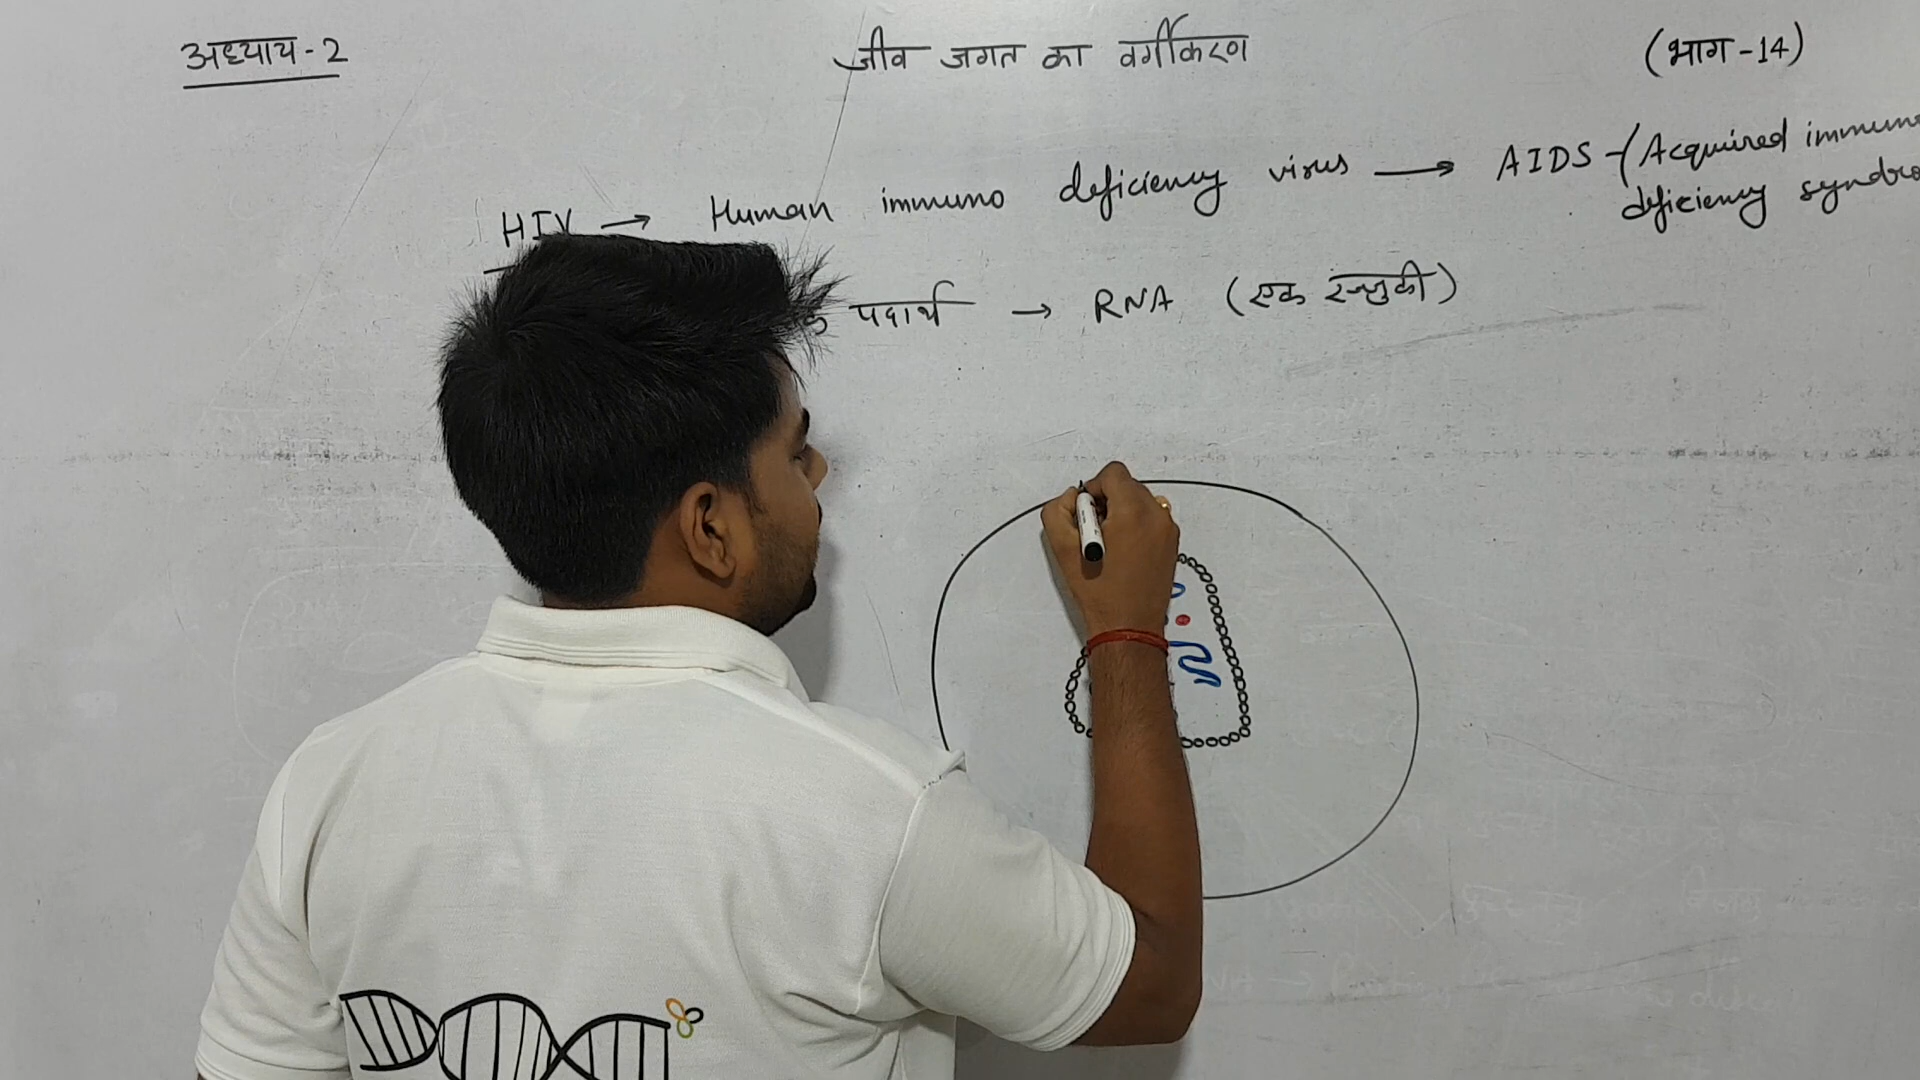 अध्याय-2
जीव जगत का वर्गीकरण
(भाग-14)
HIV → Human immuno deficiency virus → AIDS -(Acquired immuno
deficiency syndro
पदार्थ → RNA (एक रज्जुकी)